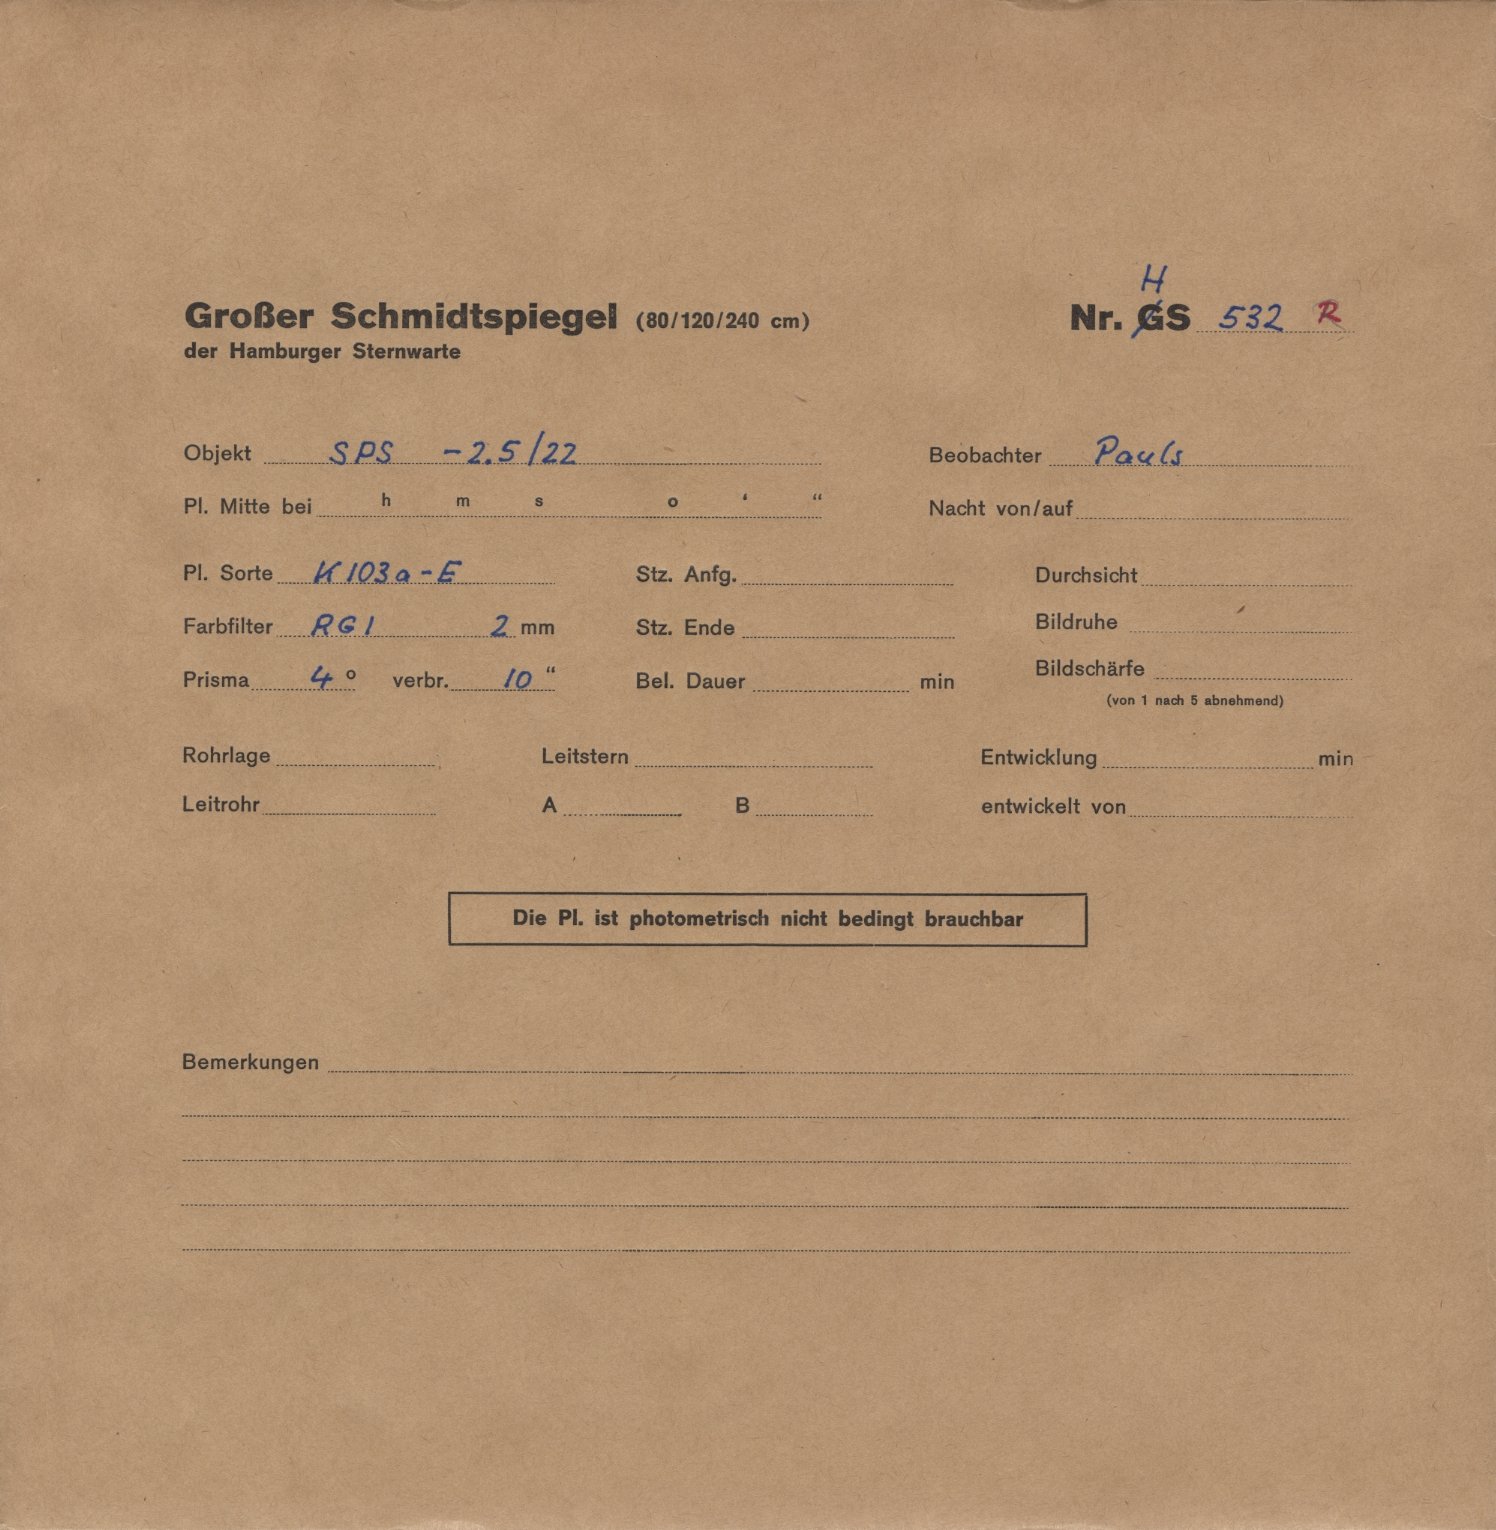 H
Großer Schmidtspiegel (80/120/240 cm) Nr. GS 532 R
der Hamburger Sternwarte
Objekt SPS -2.5/22 Beobachter Pauls
Pl. Mitte bei h m s o ‘ “ Nacht von/auf
Pl. Sorte K103a-E Stz. Anfg. Durchsicht
Farbfilter RG1 2 mm Stz. Ende Bildruhe
Prisma 4 o verbr. 10 “ Bel. Dauer min Bildschärfe
(von 1 nach 5 abnehmend)
Rohrlage Leitstern Entwicklung min
Leitrohr A B entwickelt von
Die Pl. ist photometrisch nicht bedingt brauchbar
Bemerkungen